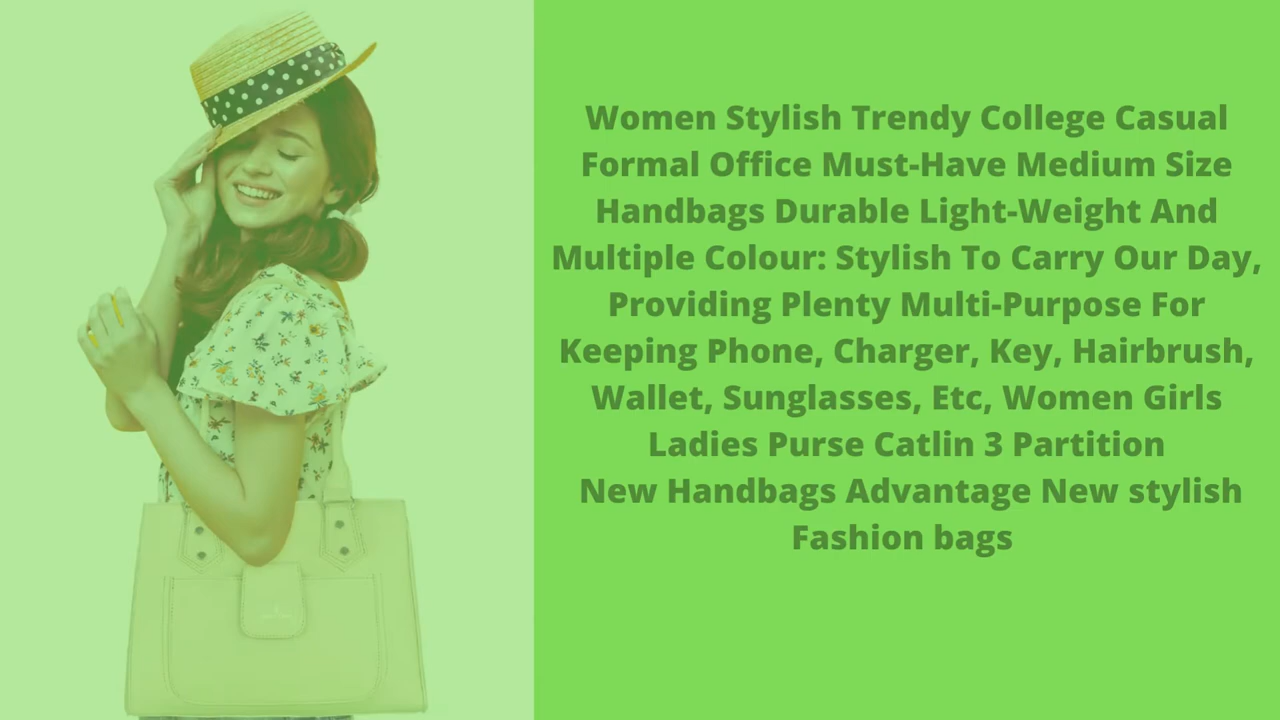 Women Stylish Trendy College Casual
Formal Office Must-Have Medium Size
Handbags Durable Light-Weight And
Multiple Colour: Stylish To Carry Our Day,
Providing Plenty Multi-Purpose For
Keeping Phone, Charger, Key, Hairbrush,
Wallet, Sunglasses, Etc, Women Girls
Ladies Purse Catlin 3 Partition
New Handbags Advantage New stylish
Fashion bags